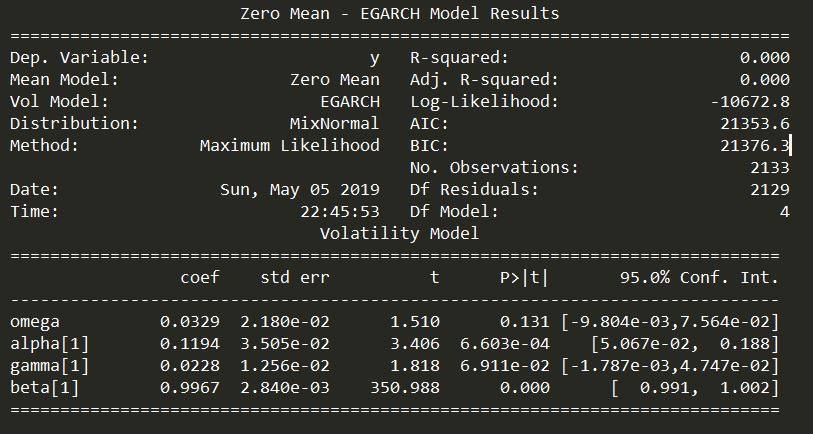 Zero Mean - EGARCH Model Results
==============================================================================
Dep. Variable:                      y   R-squared:                       0.000
Mean Model:                 Zero Mean   Adj. R-squared:                  0.000
Vol Model:                     EGARCH   Log-Likelihood:               -10672.8
Distribution:               MixNormal   AIC:                           21353.6
Method:            Maximum Likelihood   BIC:                           21376.3
                                        No. Observations:                 2133
Date:                Sun, May 05 2019   Df Residuals:                     2129
Time:                        22:45:53   Df Model:                            4
                               Volatility Model
=============================================================================
                 coef    std err          t      P>|t|       95.0% Conf. Int.
-----------------------------------------------------------------------------
omega          0.0329  2.180e-02      1.510      0.131 [-9.804e-03,7.564e-02]
alpha[1]       0.1194  3.505e-02      3.406  6.603e-04    [5.067e-02,  0.188]
gamma[1]       0.0228  1.256e-02      1.818  6.911e-02 [-1.787e-03,4.747e-02]
beta[1]        0.9967  2.840e-03    350.988      0.000      [  0.991,  1.002]
=============================================================================